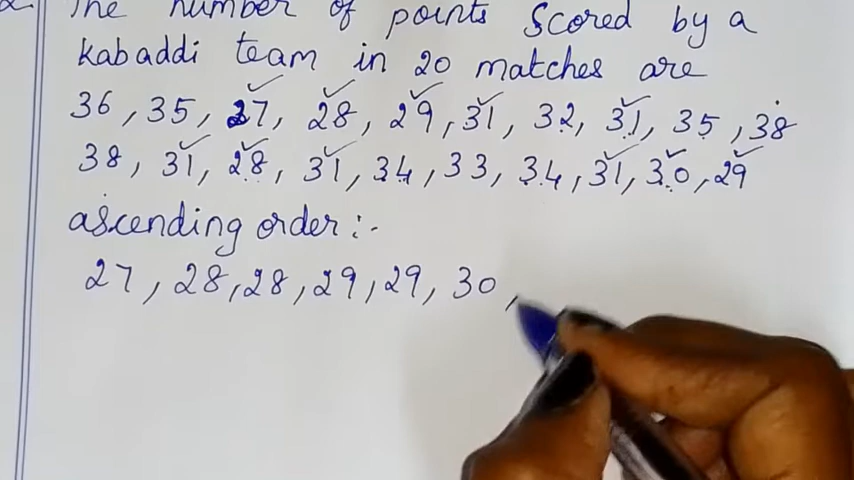 The number of points Scored by a
kabaddi team in 20 matches are
36, 35, 27, 28, 29, 31, 32, 31, 35, 38
38, 31, 28, 31, 34, 33, 34, 31, 30, 29
ascending order :-
27, 28, 28, 29, 29, 30,